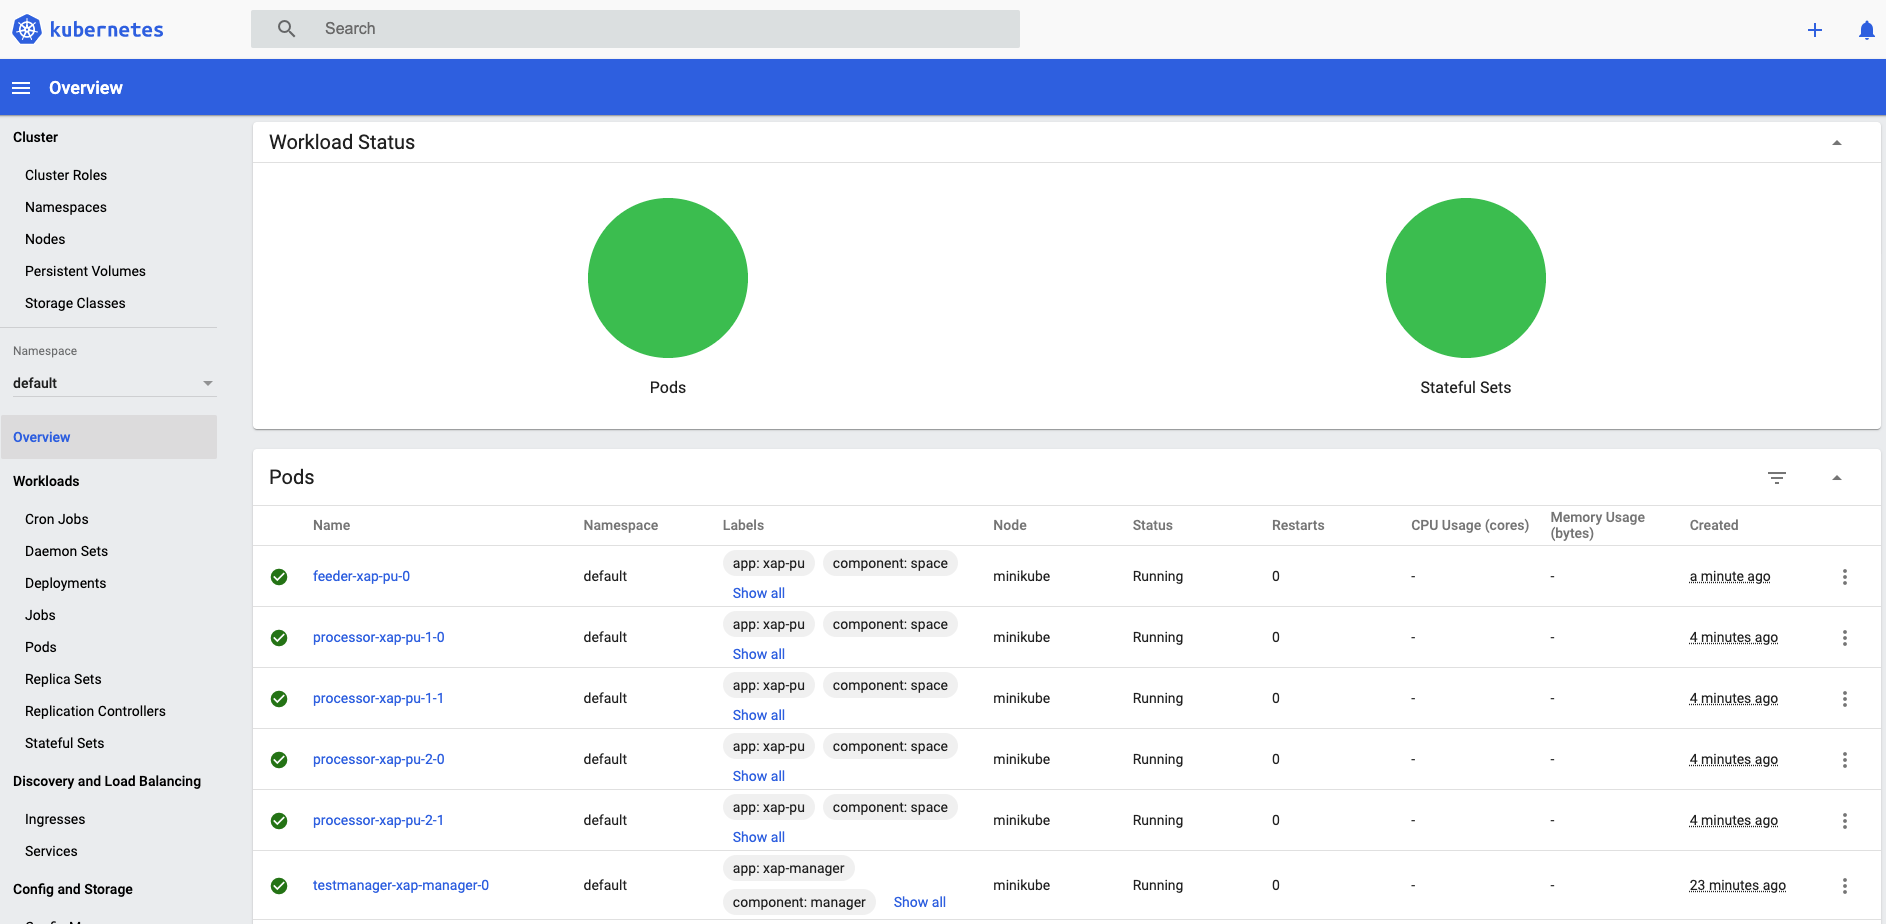 kubernetes
Search
Overview
Cluster
Cluster Roles
Namespaces
Nodes
Persistent Volumes
Storage Classes
Namespace
default
Overview
Workloads
Cron Jobs
Daemon Sets
Deployments
Jobs
Pods
Replica Sets
Replication Controllers
Stateful Sets
Discovery and Load Balancing
Ingresses
Services
Config and Storage
Workload Status
Pods
Stateful Sets
Pods
Name Namespace Labels Node Status Restarts CPU Usage (cores) Memory Usage (bytes) Created
feeder-xap-pu-0 default app: xap-pu component: space Show all minikube Running 0 - - a minute ago
processor-xap-pu-1-0 default app: xap-pu component: space Show all minikube Running 0 - - 4 minutes ago
processor-xap-pu-1-1 default app: xap-pu component: space Show all minikube Running 0 - - 4 minutes ago
processor-xap-pu-2-0 default app: xap-pu component: space Show all minikube Running 0 - - 4 minutes ago
processor-xap-pu-2-1 default app: xap-pu component: space Show all minikube Running 0 - - 4 minutes ago
testmanager-xap-manager-0 default app: xap-manager component: manager Show all minikube Running 0 - - 23 minutes ago